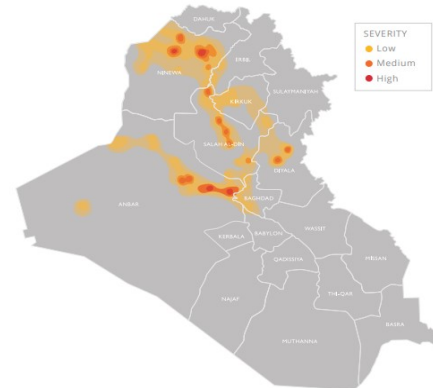 DAHUK
SEVERITY
Low
Medium
High
ERBIL
NINEWA
SULAYMANIYAH
KIRKUK
SALAH AL-DIN
DIYALA
ANBAR
BAGHDAD
WASSIT
KERBALA
BABYLON
MISSAN
QADISSIYA
THI-QAR
NAJAF
BASRA
MUTHANNA